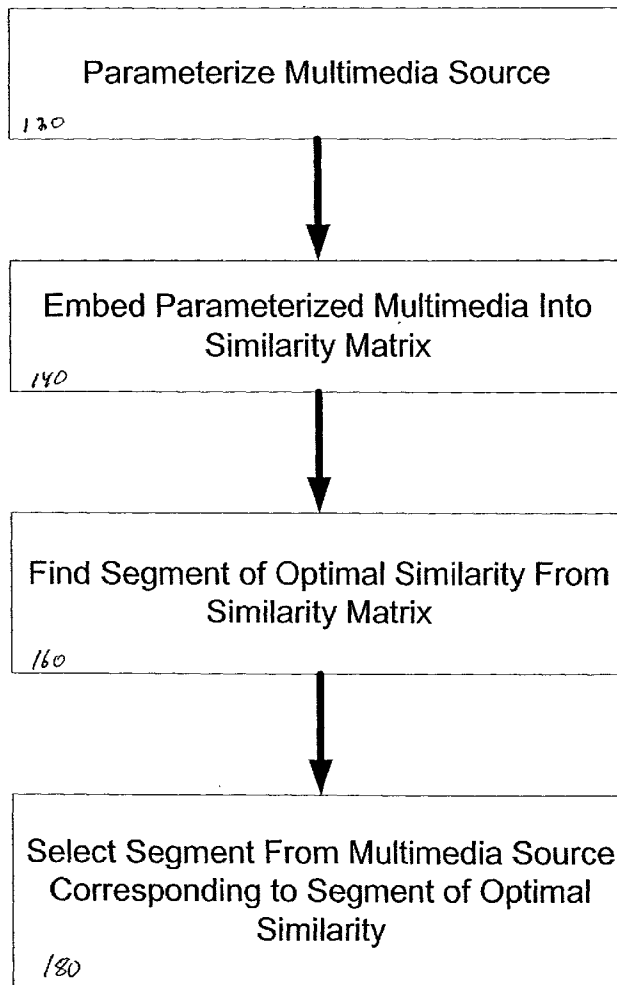 Parameterize Multimedia Source
120
Embed Parameterized Multimedia Into
Similarity Matrix
140
Find Segment of Optimal Similarity From
Similarity Matrix
160
Select Segment From Multimedia Source
Corresponding to Segment of Optimal
Similarity
180